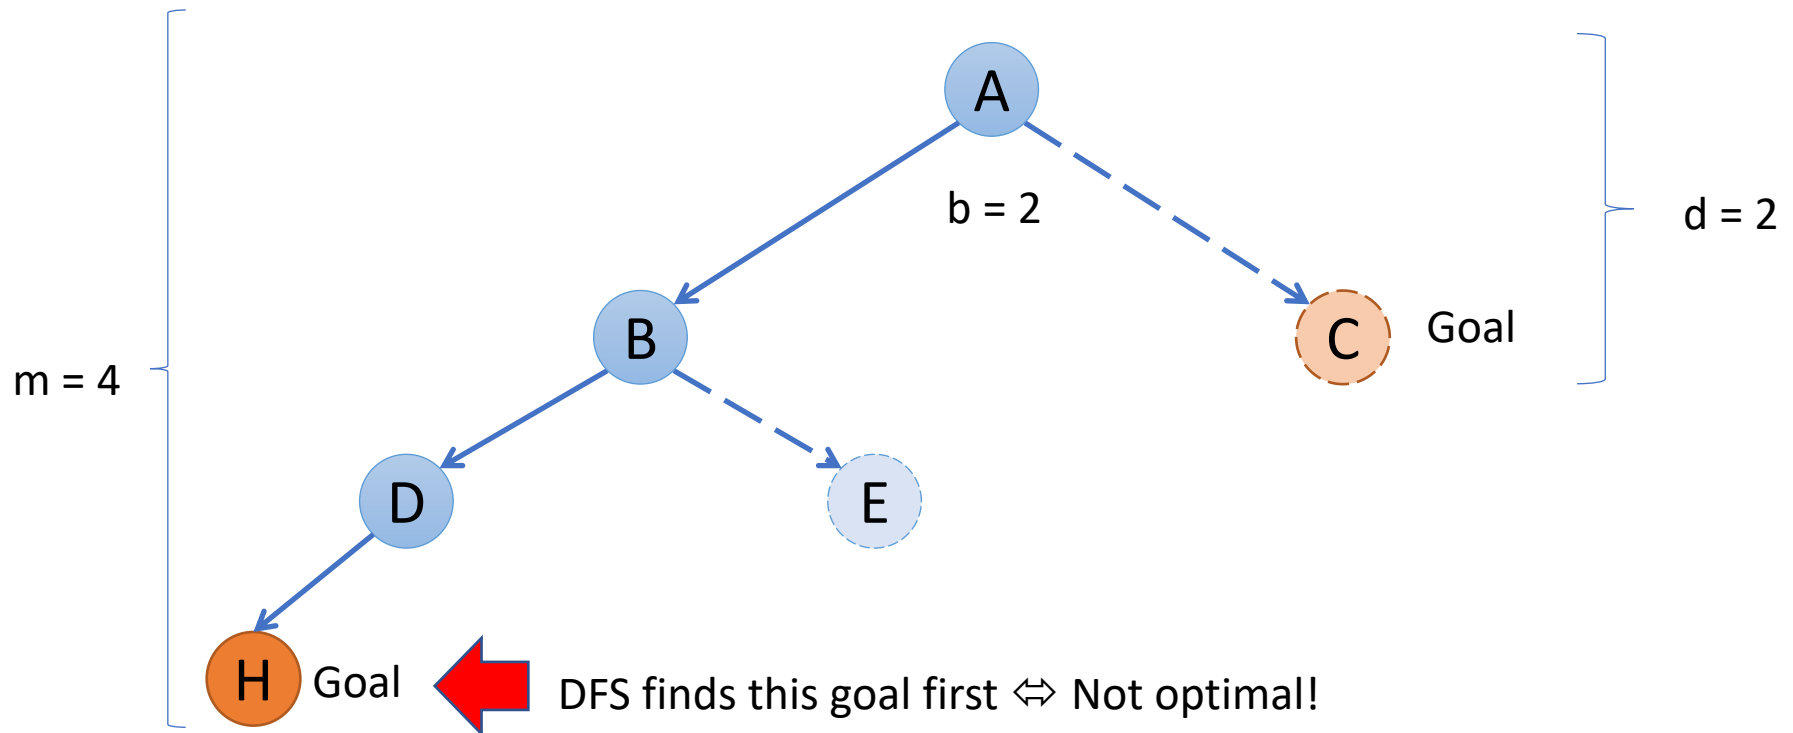 A
b = 2
d = 2
B
C
Goal
m = 4
D
E
H
Goal
DFS finds this goal first ⬄ Not optimal!